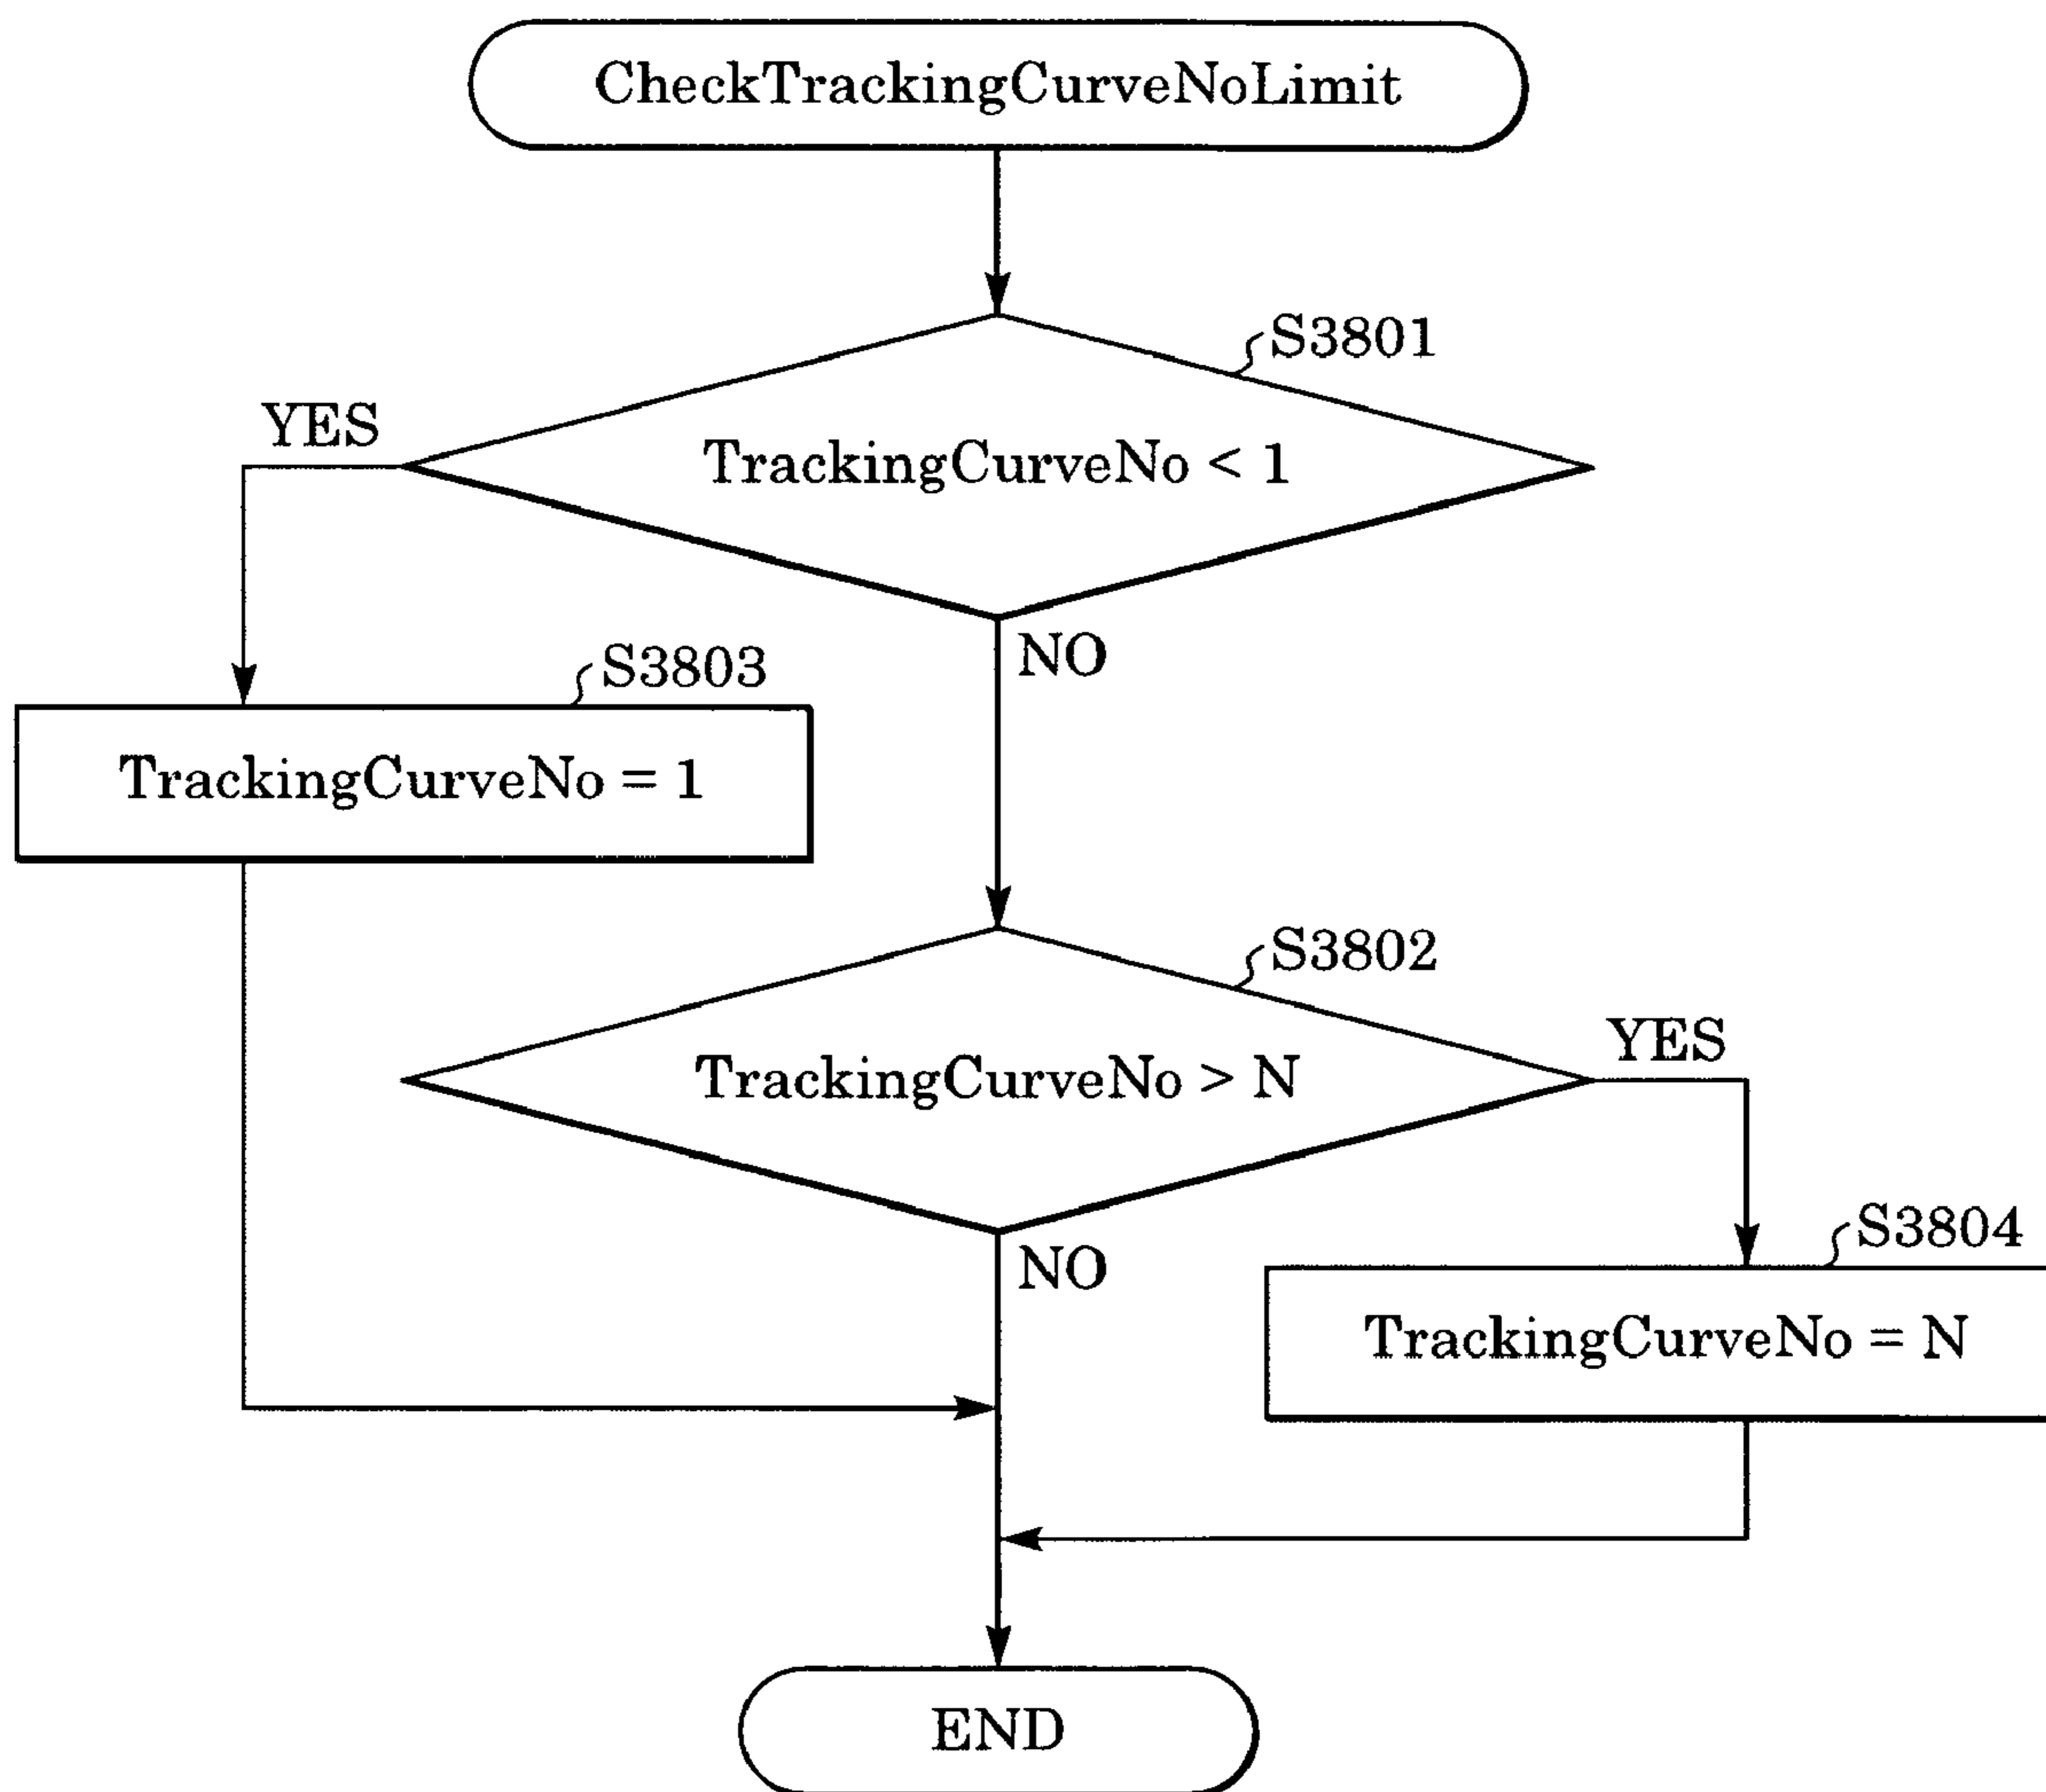 CheckTrackingCurveNoLimit
S3801
YES
TrackingCurveNo < 1
NO
S3803
TrackingCurveNo = 1
S3802
YES
TrackingCurveNo > N
NO
S3804
TrackingCurveNo = N
END